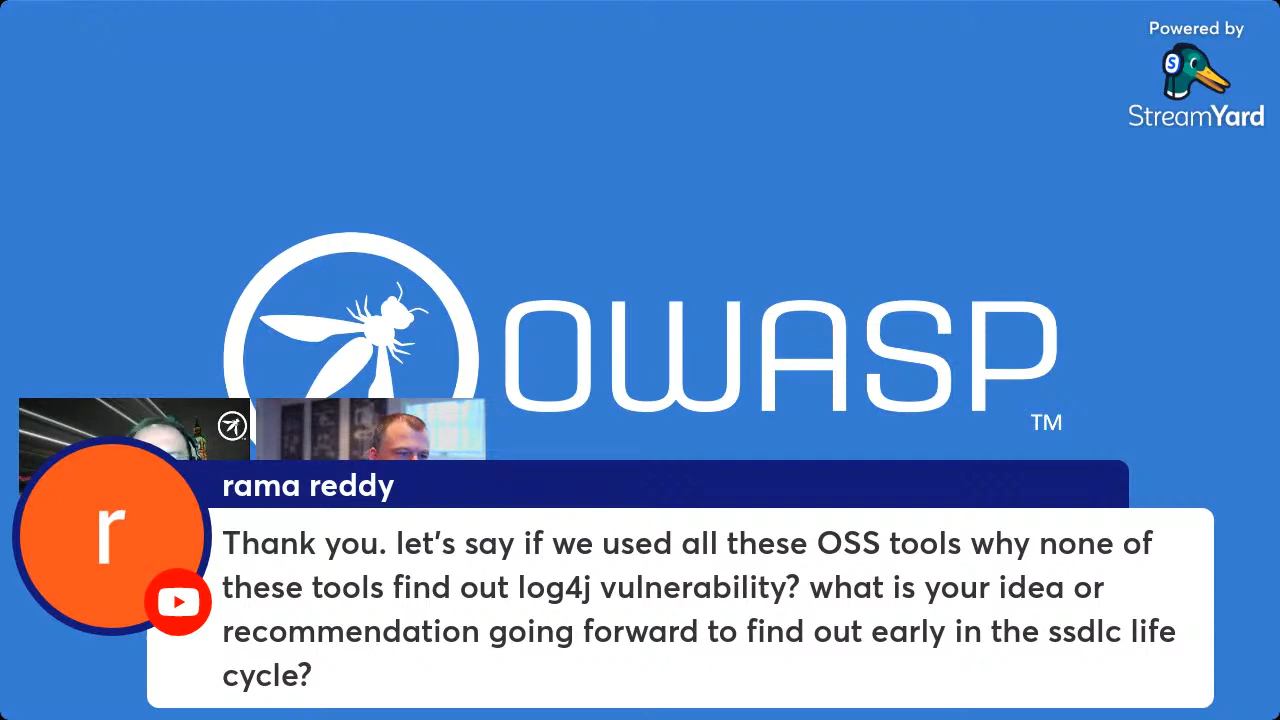 Powered by
StreamYard
OWASP
TM
rama reddy
r
Thank you. let's say if we used all these OSS tools why none of
these tools find out log4j vulnerability? what is your idea or
recommendation going forward to find out early in the ssdlc life
cycle?